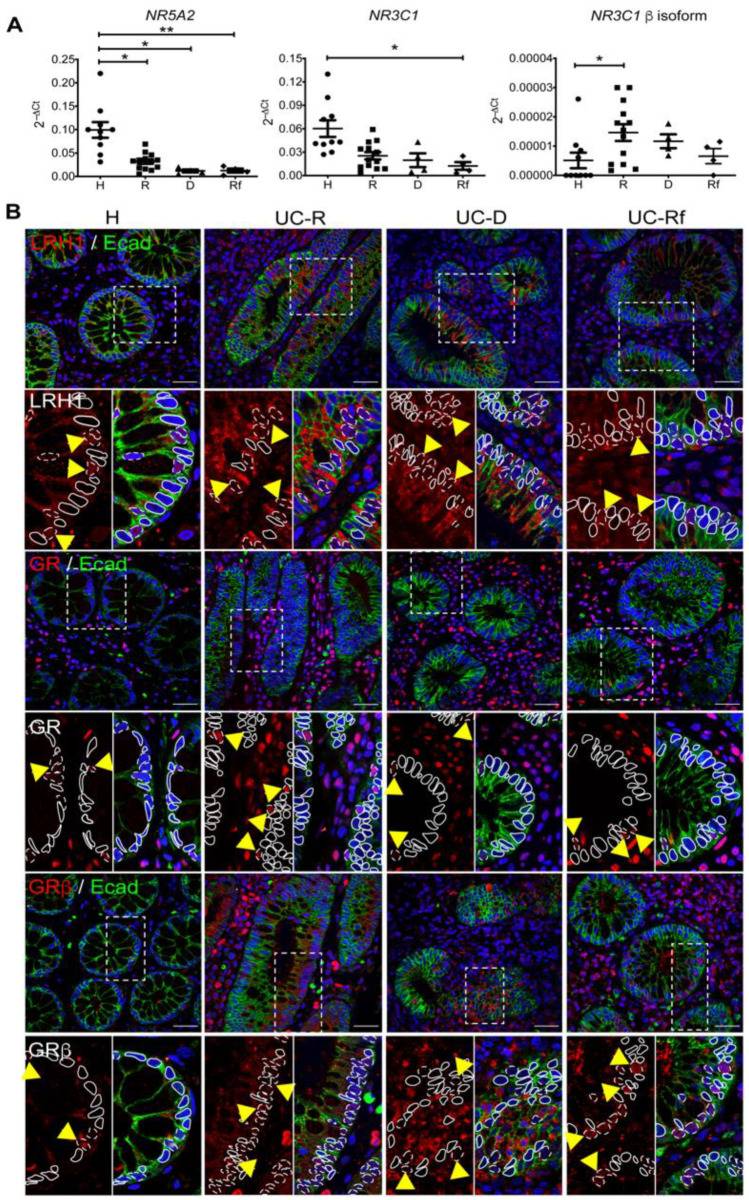 A
NR5A2
NR3C1
NR3C1 β isoform
**
*
*
*
*
0.25
0.20
0.15
0.10
0.05
0.00
2-ΔCt
H R D Rf
0.15
0.12
0.09
0.06
0.03
0.00
2-ΔCt
H R D Rf
0.00004
0.00003
0.00002
0.00001
0.00000
2-ΔCt
H R D Rf
B
H UC-R UC-D UC-Rf
LRH1 / Ecad
LRH1
GR / Ecad
GR
GRβ / Ecad
GRβ